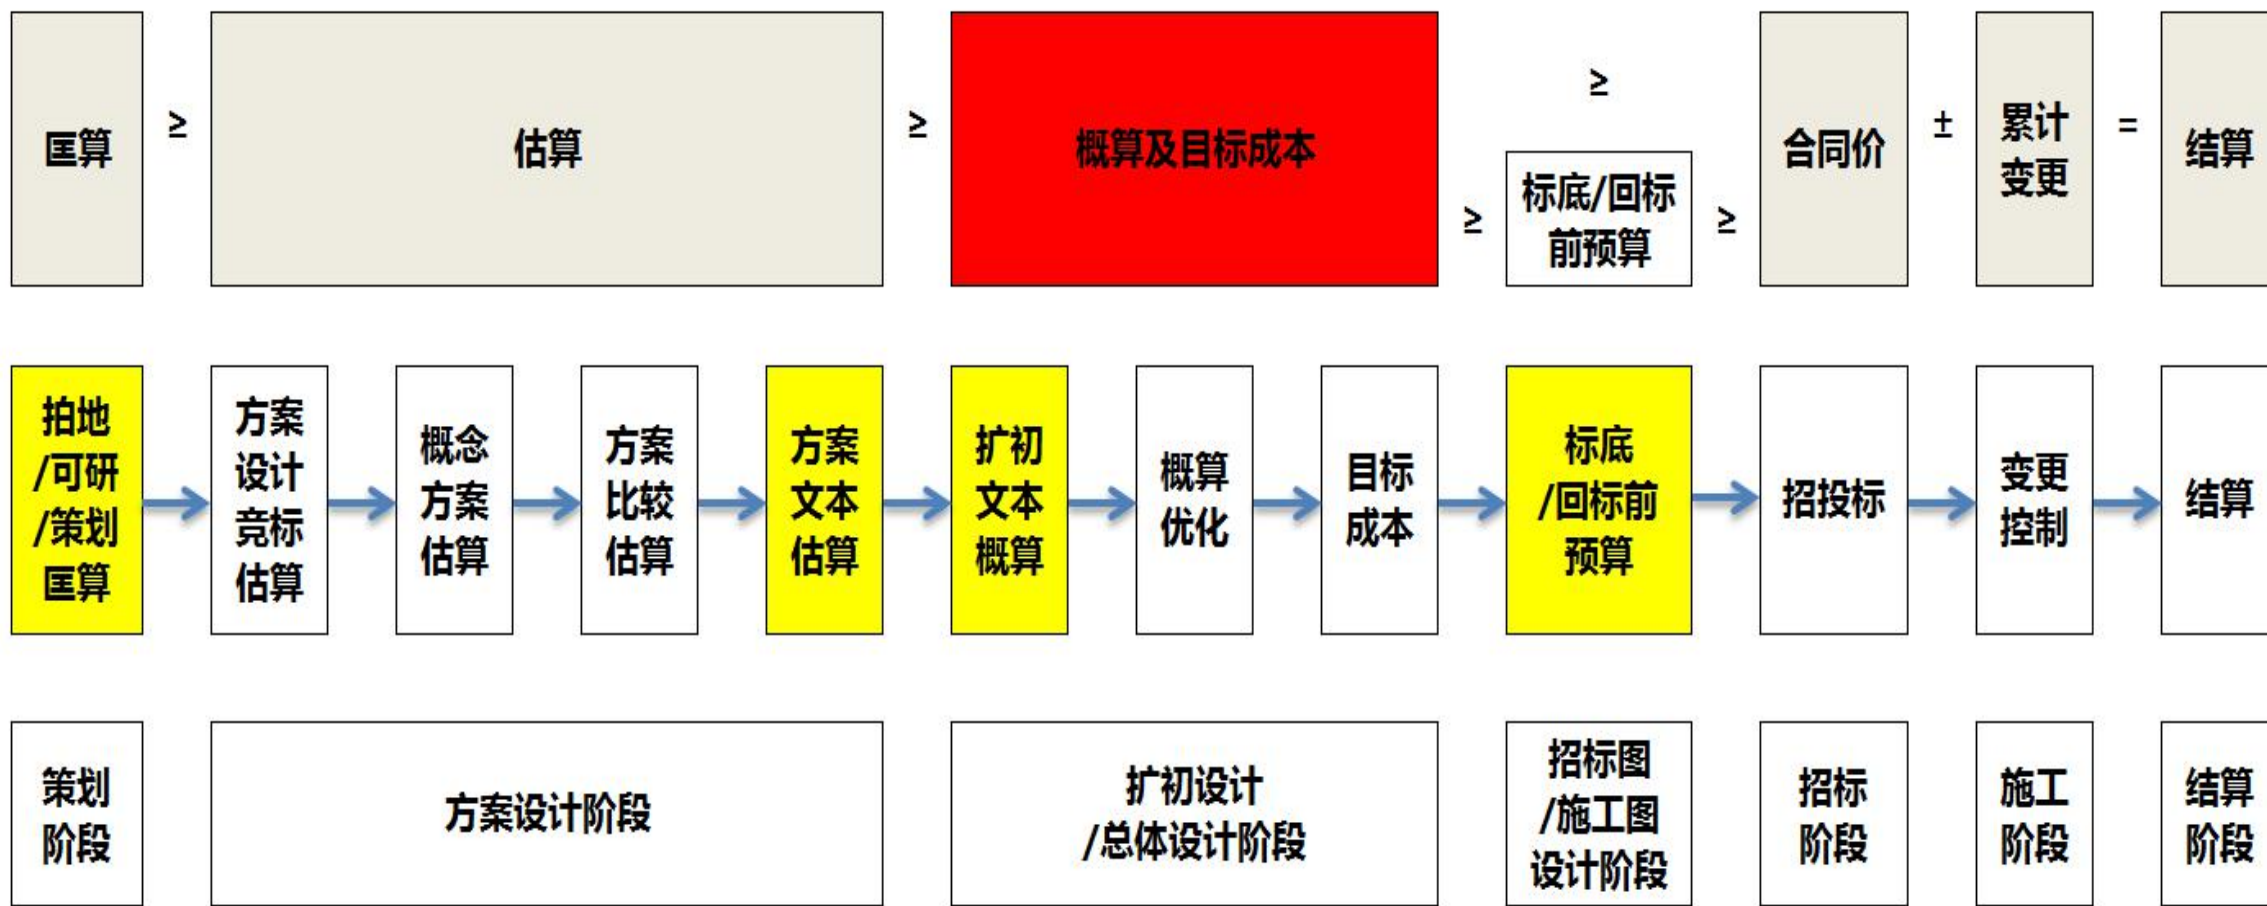 匡算
≥
估算
≥
概算及目标成本
≥
≥
标底/回标
前预算
≥
合同价
±
累计
变更
=
结算
拍地
/可研
/策划
匡算
方案
设计
竞标
估算
概念
方案
估算
方案
比较
估算
方案
文本
估算
扩初
文本
概算
概算
优化
目标
成本
标底
/回标前
预算
招投标
变更
控制
结算
策划
阶段
方案设计阶段
扩初设计
/总体设计阶段
招标图
/施工图
设计阶段
招标
阶段
施工
阶段
结算
阶段